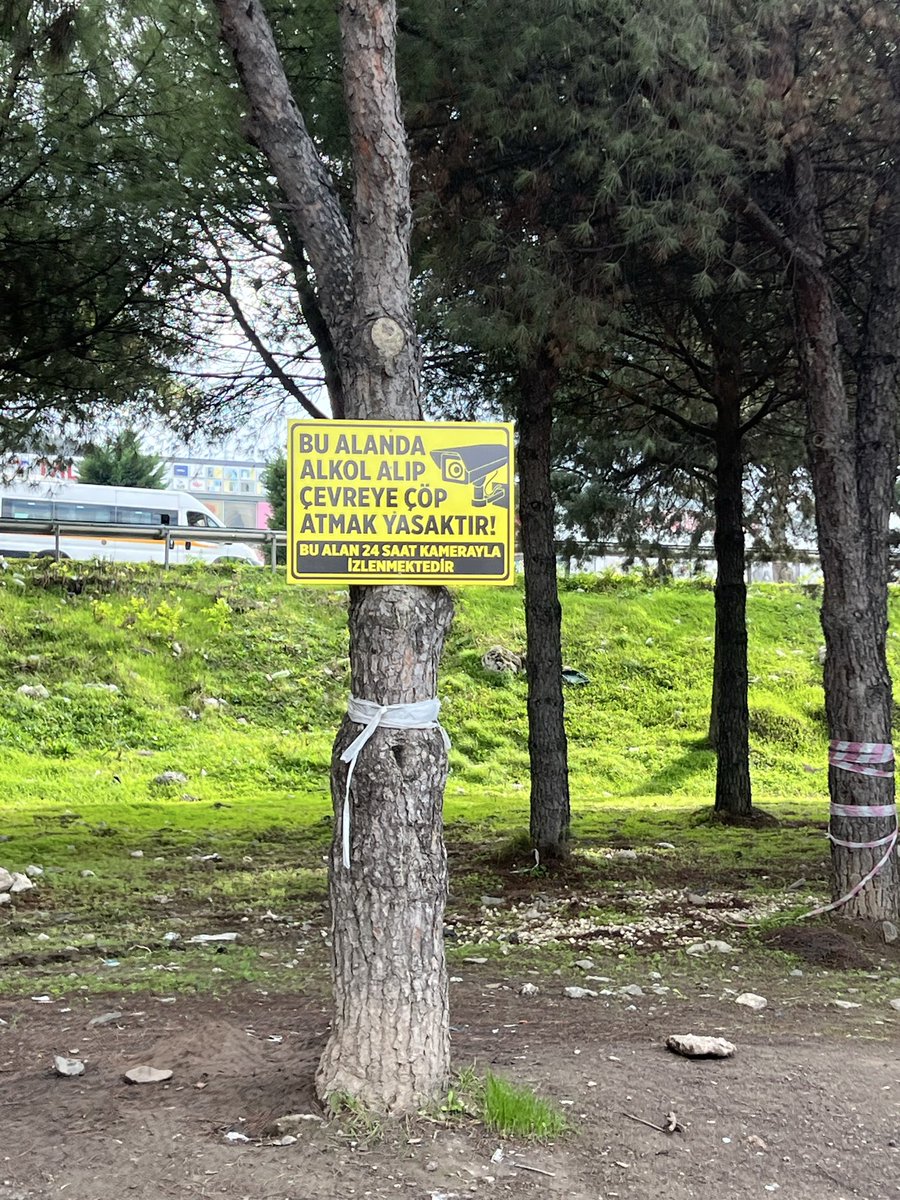 BU ALANDA
ALKOL ALIP
ÇEVREYE ÇÖP
ATMAK YASAKTIR!
BU ALAN 24 SAAT KAMERAYLA
İZLENMEKTEDİR